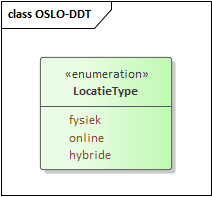 class OSLO-DDT
«enumeration»
LocatieType
fysiek
online
hybride